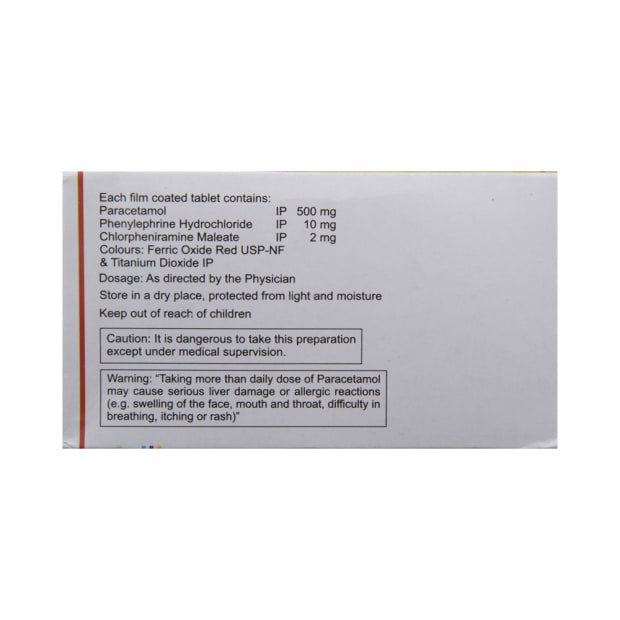 Each film coated tablet contains:
Paracetamol IP 500 mg
Phenylephrine Hydrochloride IP 10 mg
Chlorpheniramine Maleate IP 2 mg
Colours: Ferric Oxide Red USP-NF
& Titanium Dioxide IP
Dosage: As directed by the Physician
Store in a dry place, protected from light and moisture
Keep out of reach of children
Caution: It is dangerous to take this preparation
except under medical supervision.
Warning: “Taking more than daily dose of Paracetamol
may cause serious liver damage or allergic reactions
(e.g. swelling of the face, mouth and throat, difficulty in
breathing, itching or rash)”